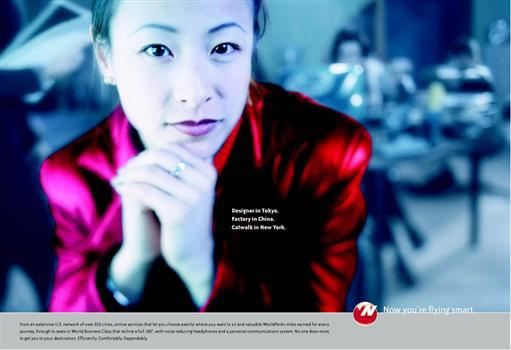 Designer in Tokyo.
Factory in China.
Catwalk in New York.
Now you're flying smart.
From an extensive U.S. network of over 350 cities, online services that let you choose exactly where you want to sit and valuable WorldPerks miles earned for every
journey, through to seats in World Business Class that recline a full 180°, with noise reducing headphones and a personal communications system. No one does more
to get you to your destination. Efficiently. Comfortably. Dependably.